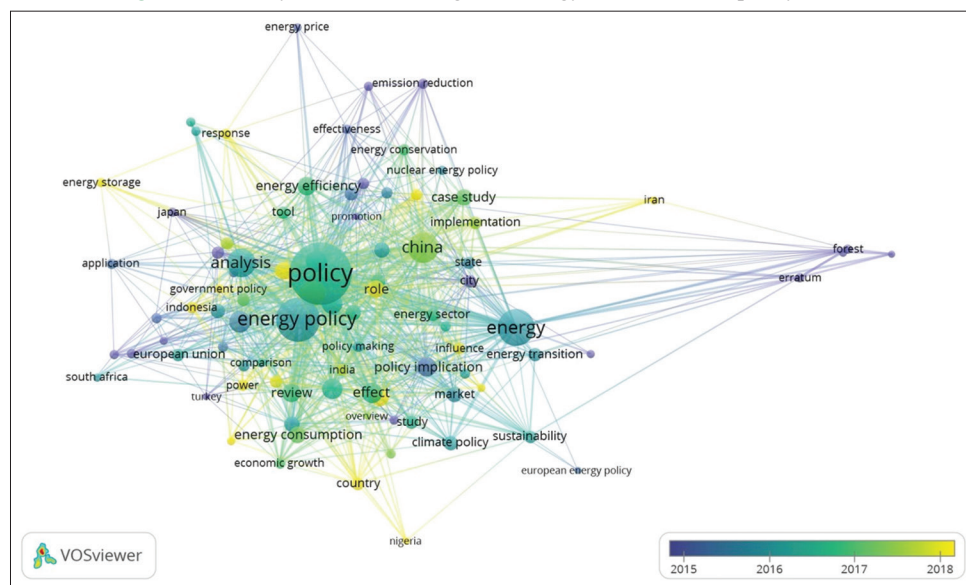 energy price
emission reduction
response
effectiveness
energy conservation
nuclear energy policy
energy storage
energy efficiency
case study
iran
japan
tool
promotion
implementation
china
forest
application
analysis
policy
state
city
erratum
government policy
role
indonesia
energy policy
energy sector
energy
european union
policy making
influence
energy transition
comparison
south africa
india
policy implication
power
turkey
review
effect
market
overview
study
energy consumption
climate policy
sustainability
economic growth
european energy policy
country
nigeria
VOSviewer
2015 2016 2017 2018